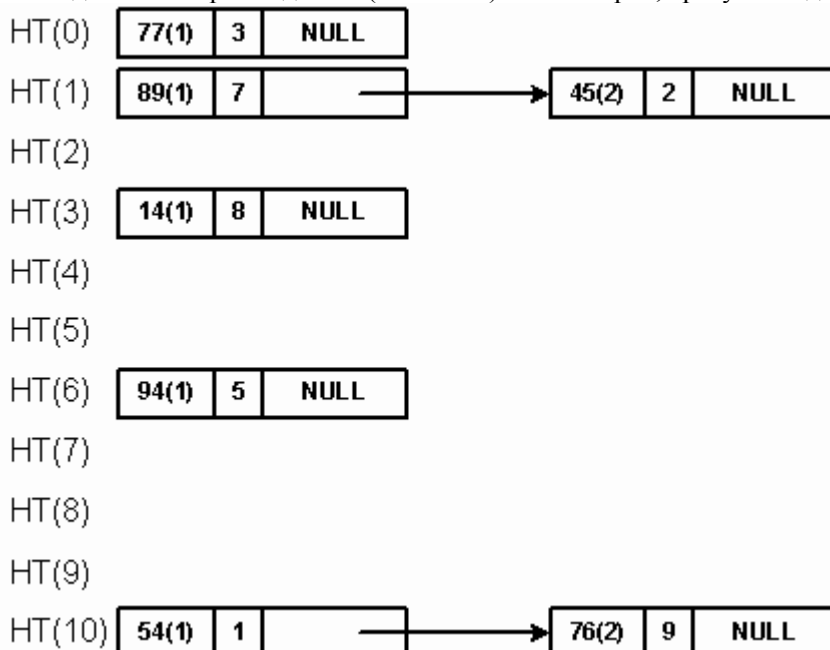 HT(0) 77(1) 3 NULL
HT(1) 89(1) 7 45(2) 2 NULL
HT(2)
HT(3) 14(1) 8 NULL
HT(4)
HT(5)
HT(6) 94(1) 5 NULL
HT(7)
HT(8)
HT(9)
HT(10) 54(1) 1 76(2) 9 NULL